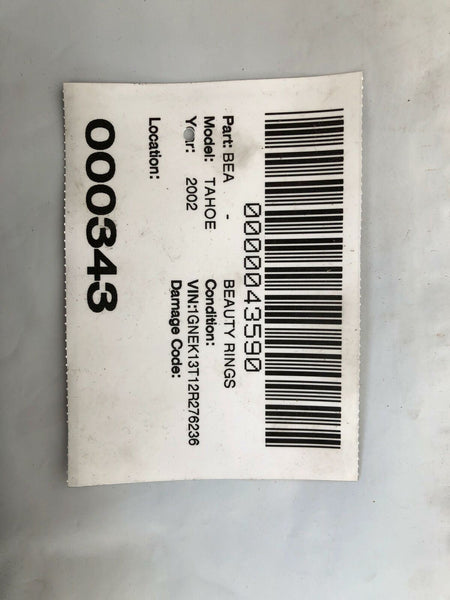 0000043590
Part: BEA - BEAUTY RINGS
Model: TAHOE Condition:
Year: 2002 VIN:1GNEK13T12R276236
Damage Code:
Location:
000343